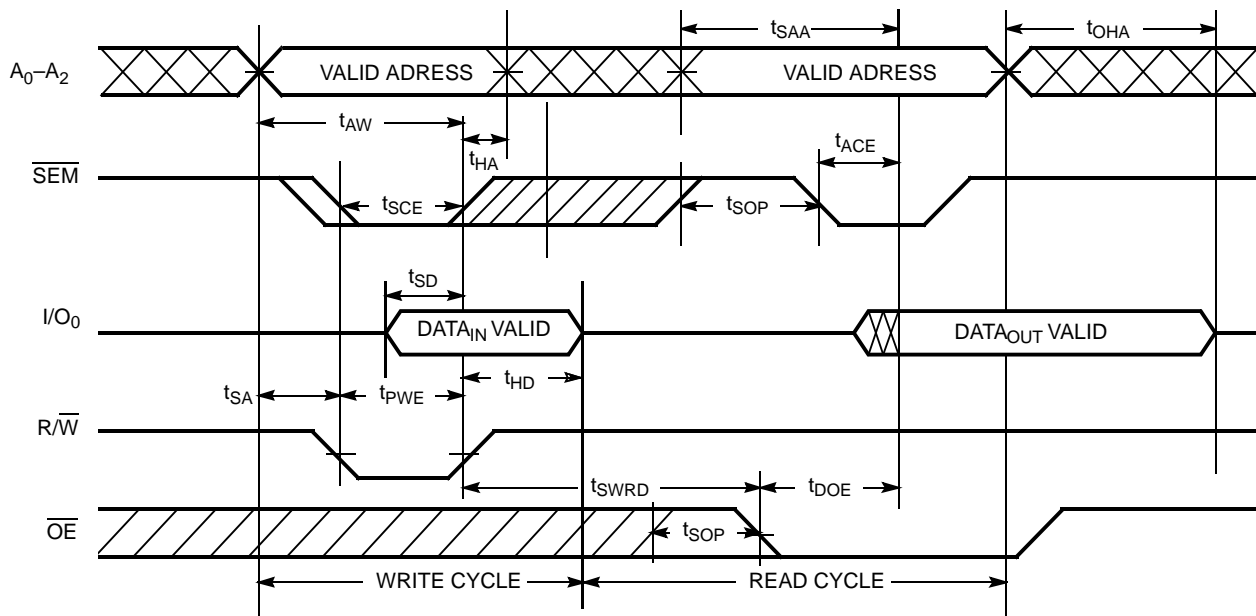 tSAA
tOHA
A0–A2
VALID ADRESS
VALID ADRESS
tAW
tHA
tACE
SEM
tSCE
tSOP
tSD
I/O0
DATAIN VALID
DATAOUT VALID
tSA
tPWE
tHD
R/W
tSWRD
tDOE
OE
tSOP
WRITE CYCLE
READ CYCLE